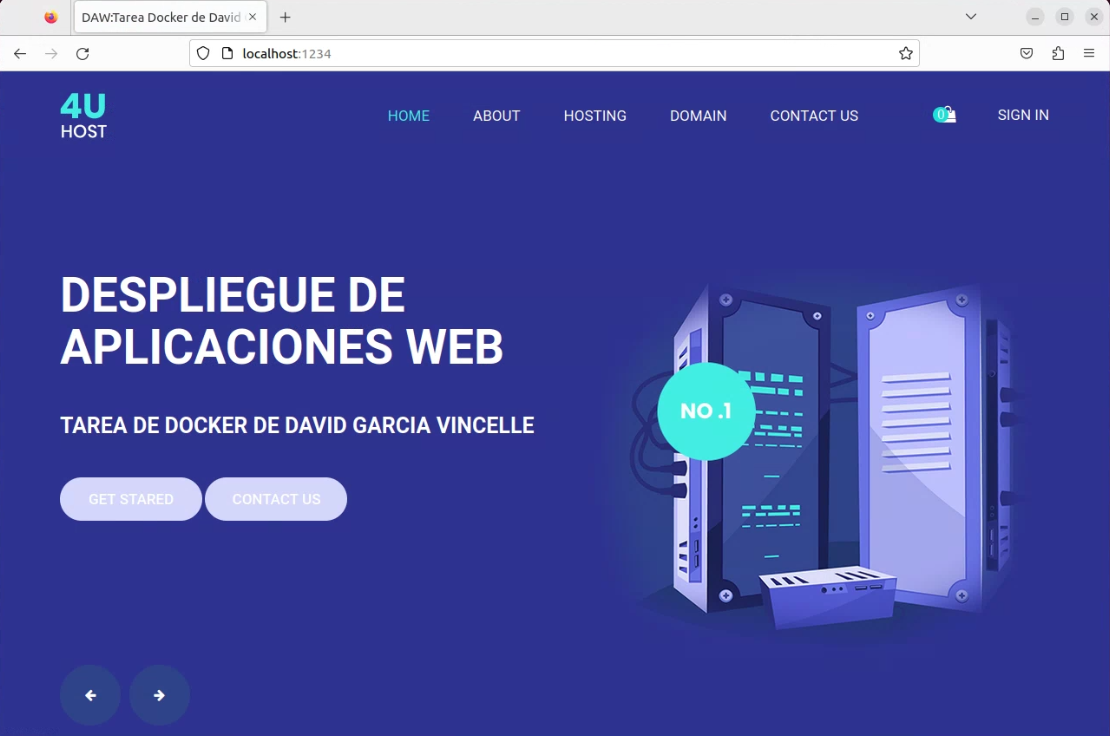 DAW:Tarea Docker de David
localhost:1234
4U
HOST
HOME ABOUT HOSTING DOMAIN CONTACT US 0 SIGN IN
DESPLIEGUE DE
APLICACIONES WEB
TAREA DE DOCKER DE DAVID GARCIA VINCELLE
NO .1
GET STARED CONTACT US